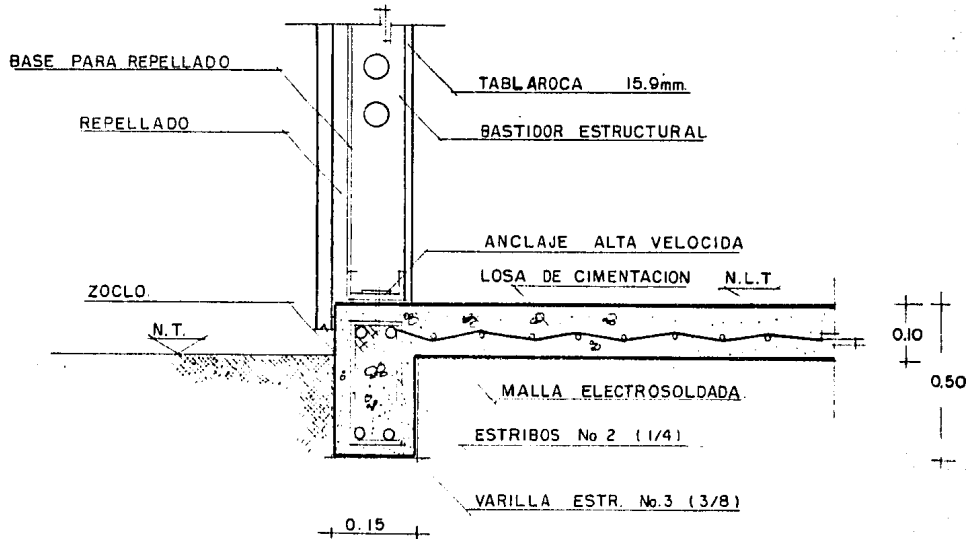 BASE PARA REPELLADO
TABLAROCA 15.9mm.
REPELLADO
BASTIDOR ESTRUCTURAL
ANCLAJE ALTA VELOCIDA
LOSA DE CIMENTACION N.L.T
ZOCLO
N.T.
0.10
0.50
MALLA ELECTROSOLDADA
ESTRIBOS No 2 (1/4)
VARILLA ESTR. No.3 (3/8)
0.15